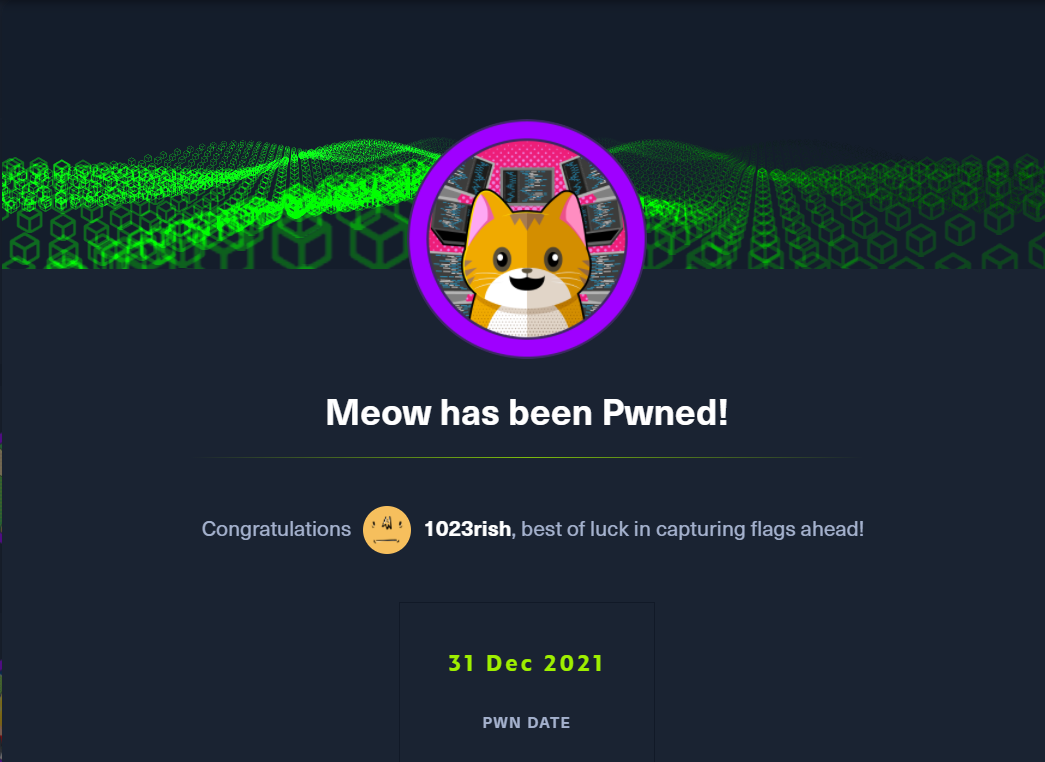 Meow has been Pwned!
Congratulations 1023rish, best of luck in capturing flags ahead!
31 Dec 2021
PWN DATE